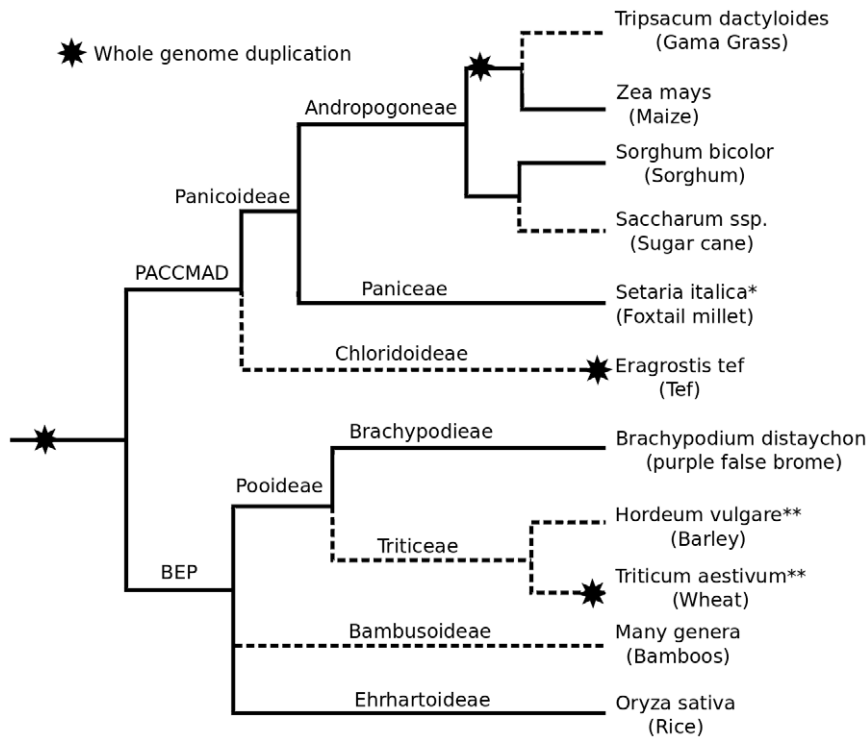 Whole genome duplication
Tripsacum dactyloides
(Gama Grass)
Zea mays
(Maize)
Andropogoneae
Sorghum bicolor
(Sorghum)
Panicoideae
Saccharum ssp.
(Sugar cane)
PACCMAD
Paniceae
Setaria italica*
(Foxtail millet)
Chloridoideae
Eragrostis tef
(Tef)
Brachypodieae
Brachypodium distaychon
(purple false brome)
Pooideae
Hordeum vulgare**
(Barley)
Triticeae
BEP
Triticum aestivum**
(Wheat)
Bambusoideae
Many genera
(Bamboos)
Ehrhartoideae
Oryza sativa
(Rice)